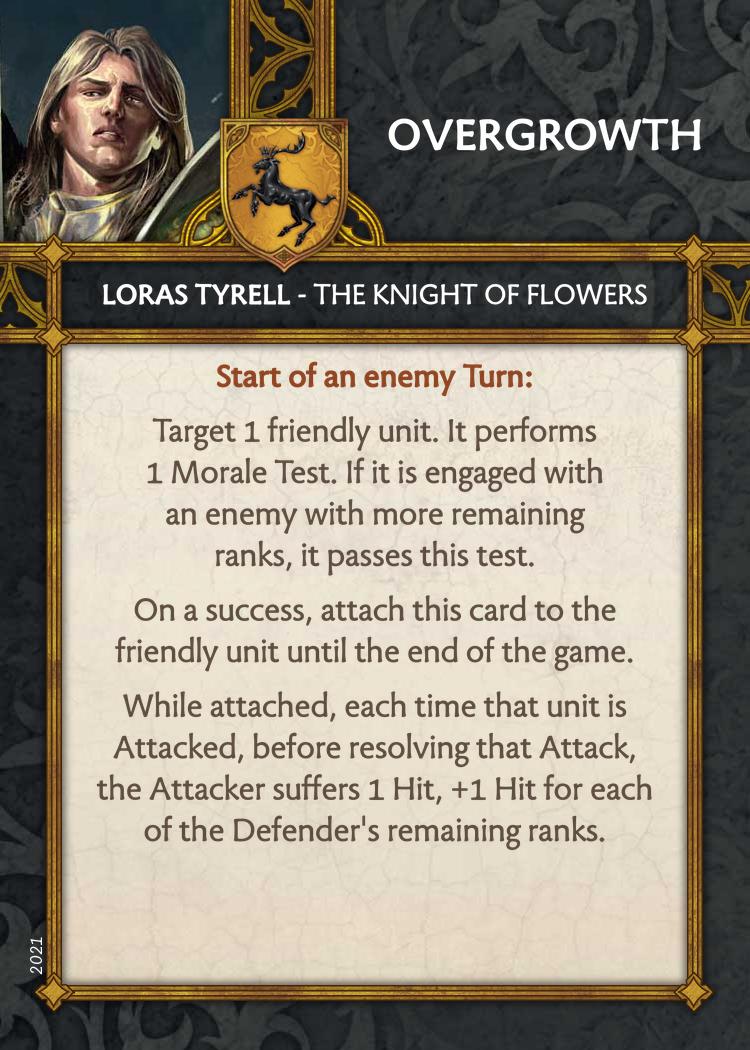 OVERGROWTH
LORAS TYRELL - THE KNIGHT OF FLOWERS
Start of an enemy Turn:
Target 1 friendly unit. It performs
1 Morale Test. If it is engaged with
an enemy with more remaining
ranks, it passes this test.
On a success, attach this card to the
friendly unit until the end of the game.
While attached, each time that unit is
Attacked, before resolving that Attack,
the Attacker suffers 1 Hit, +1 Hit for each
of the Defender's remaining ranks.
2021